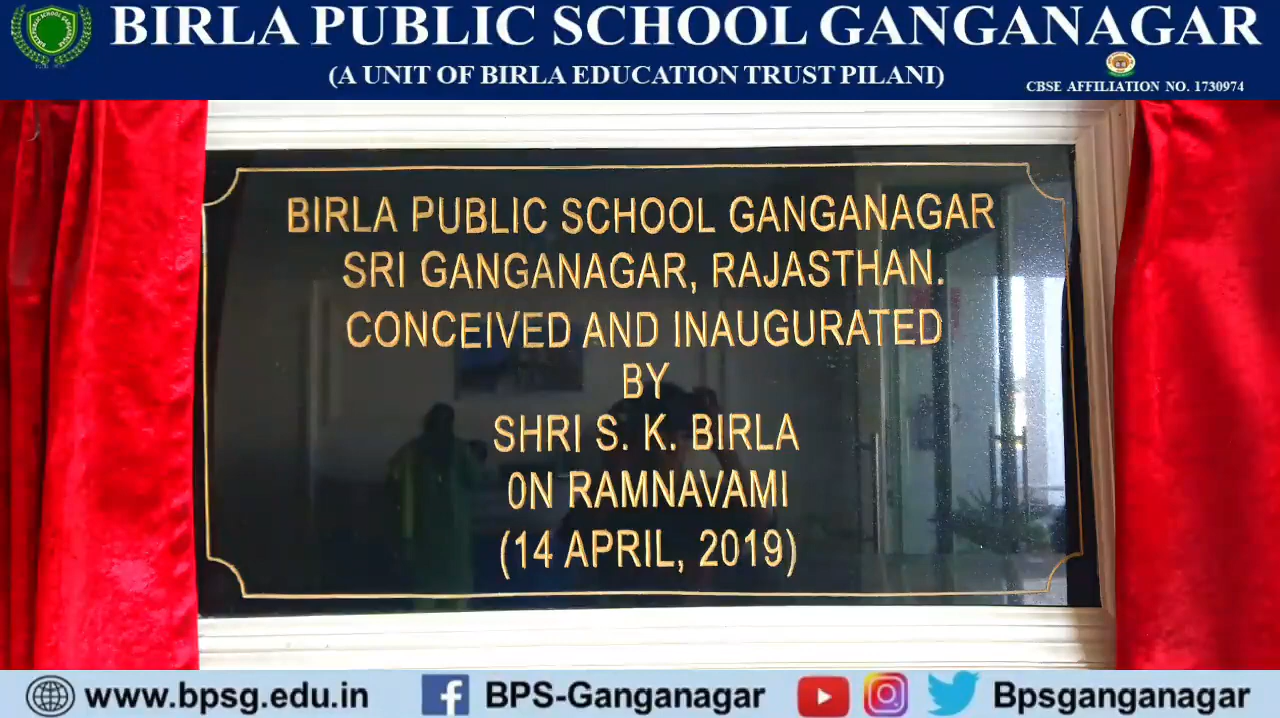 BIRLA PUBLIC SCHOOL GANGANAGAR
(A UNIT OF BIRLA EDUCATION TRUST PILANI)
CBSE AFFILIATION NO. 1730974
BIRLA PUBLIC SCHOOL GANGANAGAR
SRI GANGANAGAR, RAJASTHAN.
CONCEIVED AND INAUGURATED
BY
SHRI S. K. BIRLA
ON RAMNAVAMI
(14 APRIL, 2019)
www.bpsg.edu.in
BPS-Ganganagar
Bpsganganagar